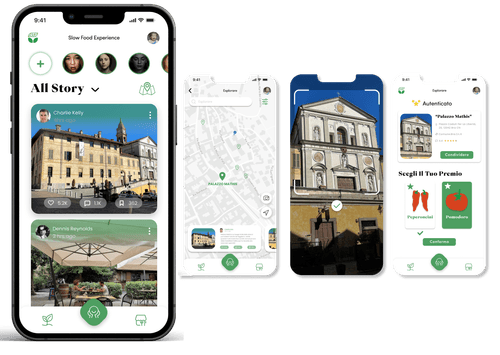 9:41
Slow Food Experience
All Story
Charlie Kelly
5.2K
1.1K
362
Dennis Reynolds
9:41
Esplorare
PALAZZO MATHIS
9:41
Esplorare
Autenticato
"Palazzo Mathis"
Condividere
Scegli Il Tuo Premio
Peperoncini
Pomodoro
Conferma